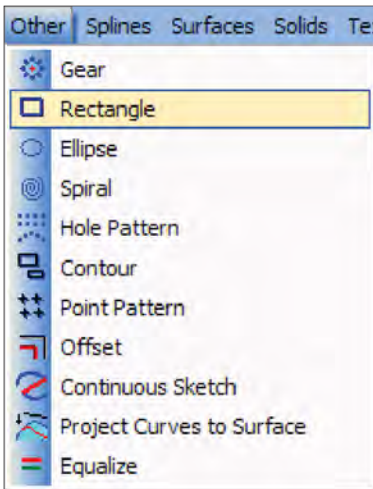 Other Splines Surfaces Solids
Gear
Rectangle
Ellipse
Spiral
Hole Pattern
Contour
Point Pattern
Offset
Continuous Sketch
Project Curves to Surface
Equalize